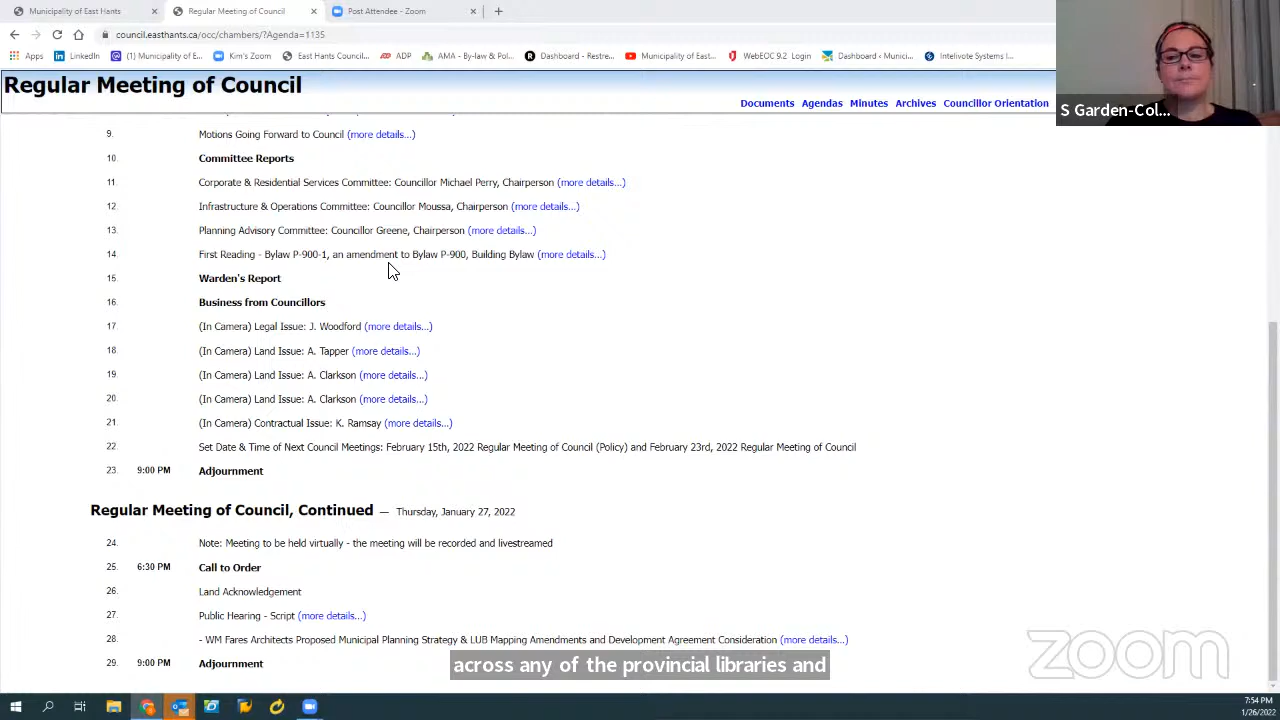 Municipality of East Hants
Regular Meeting of Council
Post Attendee - Zoom
council.easthants.ca/occ/chambers/?Agenda=1135
Apps
LinkedIn
(1) Municipality of E...
Kim's Zoom
East Hants Council...
ADP
AMA - By-law & Pol...
Dashboard - Restre...
Municipality of East...
WebEOC 9.2 Login
Dashboard ‹ Munici...
Intelivote Systems I...
Regular Meeting of Council
Documents Agendas Minutes Archives Councillor Orientation
S Garden-Col...
9. Motions Going Forward to Council (more details...)
10. Committee Reports
11. Corporate & Residential Services Committee: Councillor Michael Perry, Chairperson (more details...)
12. Infrastructure & Operations Committee: Councillor Moussa, Chairperson (more details...)
13. Planning Advisory Committee: Councillor Greene, Chairperson (more details...)
14. First Reading - Bylaw P-900-1, an amendment to Bylaw P-900, Building Bylaw (more details...)
15. Warden's Report
16. Business from Councillors
17. (In Camera) Legal Issue: J. Woodford (more details...)
18. (In Camera) Land Issue: A. Tapper (more details...)
19. (In Camera) Land Issue: A. Clarkson (more details...)
20. (In Camera) Land Issue: A. Clarkson (more details...)
21. (In Camera) Contractual Issue: K. Ramsay (more details...)
22. Set Date & Time of Next Council Meetings: February 15th, 2022 Regular Meeting of Council (Policy) and February 23rd, 2022 Regular Meeting of Council
23. 9:00 PM Adjournment
Regular Meeting of Council, Continued — Thursday, January 27, 2022
24. Note: Meeting to be held virtually - the meeting will be recorded and livestreamed
25. 6:30 PM Call to Order
26. Land Acknowledgement
27. Public Hearing - Script (more details...)
28. - WM Fares Architects Proposed Municipal Planning Strategy & LUB Mapping Amendments and Development Agreement Consideration (more details...)
29. 9:00 PM Adjournment
across any of the provincial libraries and
zoom
7:54 PM
1/26/2022